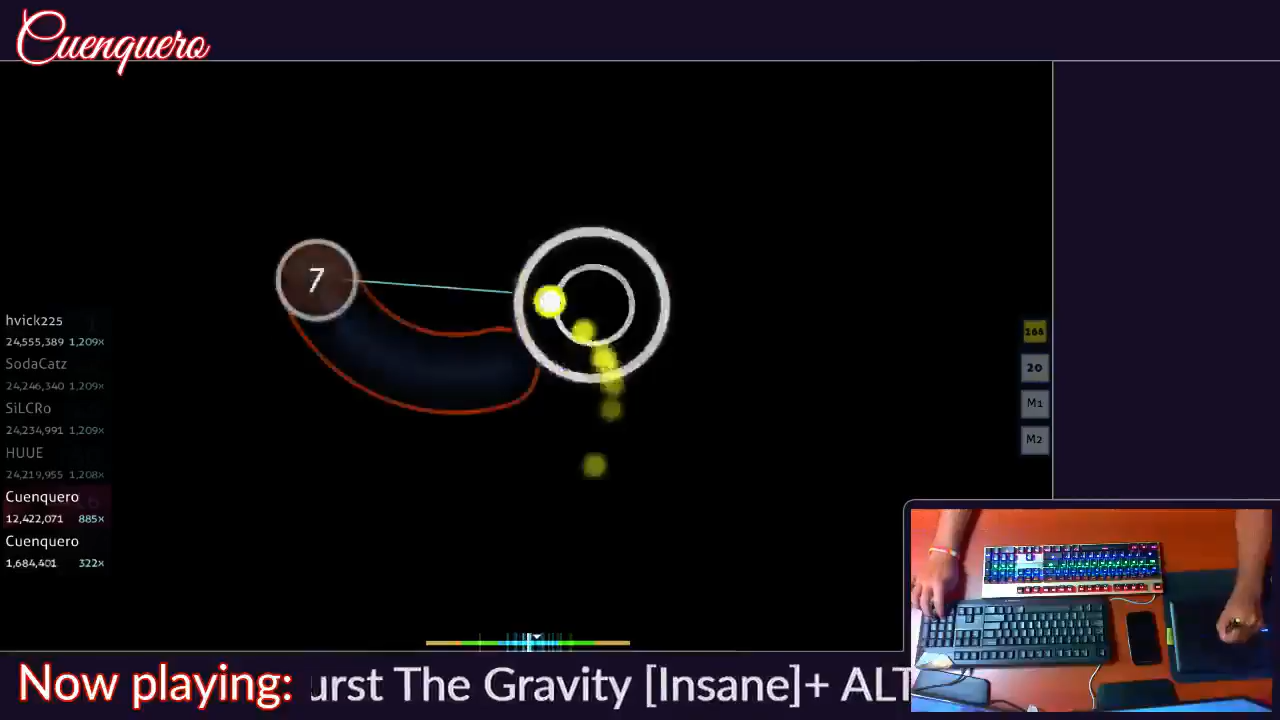 Cuenquero
7
hvick225
24,555,389 1,209x
SodaCatz
24,246,340 1,209x
SiLCRo
24,234,991 1,209x
HUUE
24,219,955 1,208x
Cuenquero
12,422,071 885x
Cuenquero
1,684,401 322x
168
20
M1
M2
Now playing: urst The Gravity [Insane]+ ALT